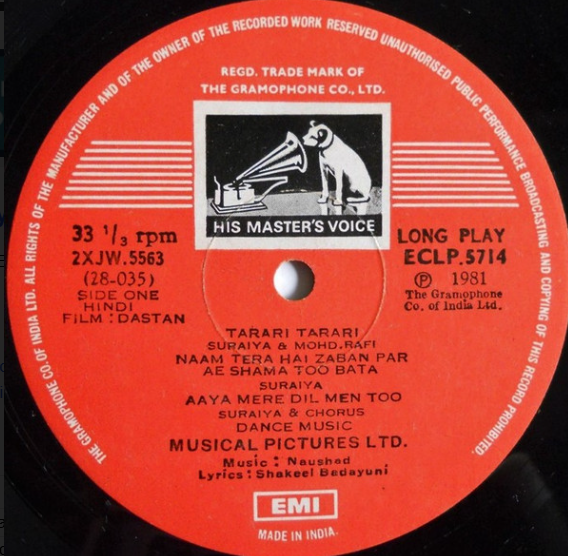 THE GRAMOPHONE CO. OF INDIA LTD. ALL RIGHTS OF THE MANUFACTURER AND OF THE OWNER OF THE RECORDED WORK RESERVED UNAUTHORISED PUBLIC PERFORMANCE BROADCASTING AND COPYING OF THIS RECORD PROHIBITED.
REGD. TRADE MARK OF
THE GRAMOPHONE CO., LTD.
HIS MASTER'S VOICE
33 1/3 rpm
2XJW.5563
(28-035)
SIDE ONE
HINDI
FILM : DASTAN
LONG PLAY
ECLP.5714
℗ 1981
The Gramophone
Co. of India Ltd.
TARARI TARARI
SURAIYA & MOHD.RAFI
NAAM TERA HAI ZABAN PAR
AE SHAMA TOO BATA
SURAIYA
AAYA MERE DIL MEN TOO
SURAIYA & CHORUS
DANCE MUSIC
MUSICAL PICTURES LTD.
Music : Naushad
Lyrics : Shakeel Badayuni
EMI
MADE IN INDIA.